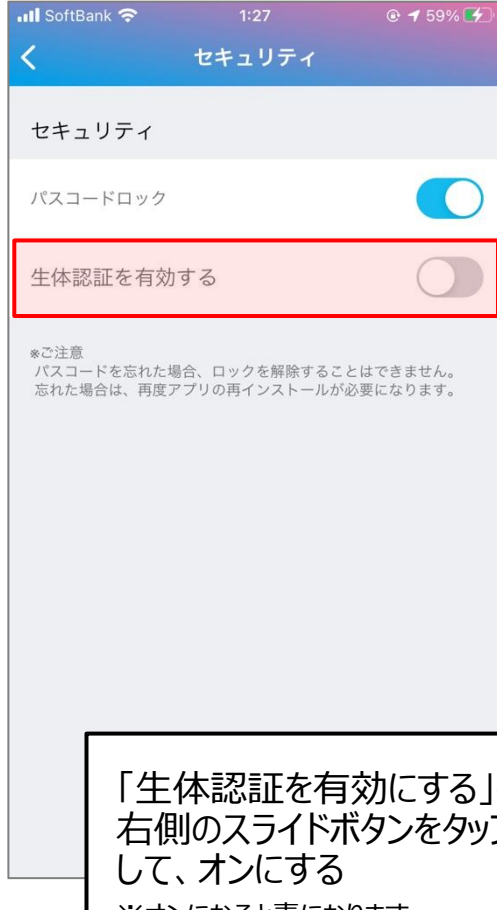 SoftBank 1:27 59%
セキュリティ
セキュリティ
パスコードロック
生体認証を有効する
※ご注意
パスコードを忘れた場合、ロックを解除することはできません。
忘れた場合は、再度アプリの再インストールが必要になります。
「生体認証を有効にする」
右側のスライドボタンをタップ
して、オンにする